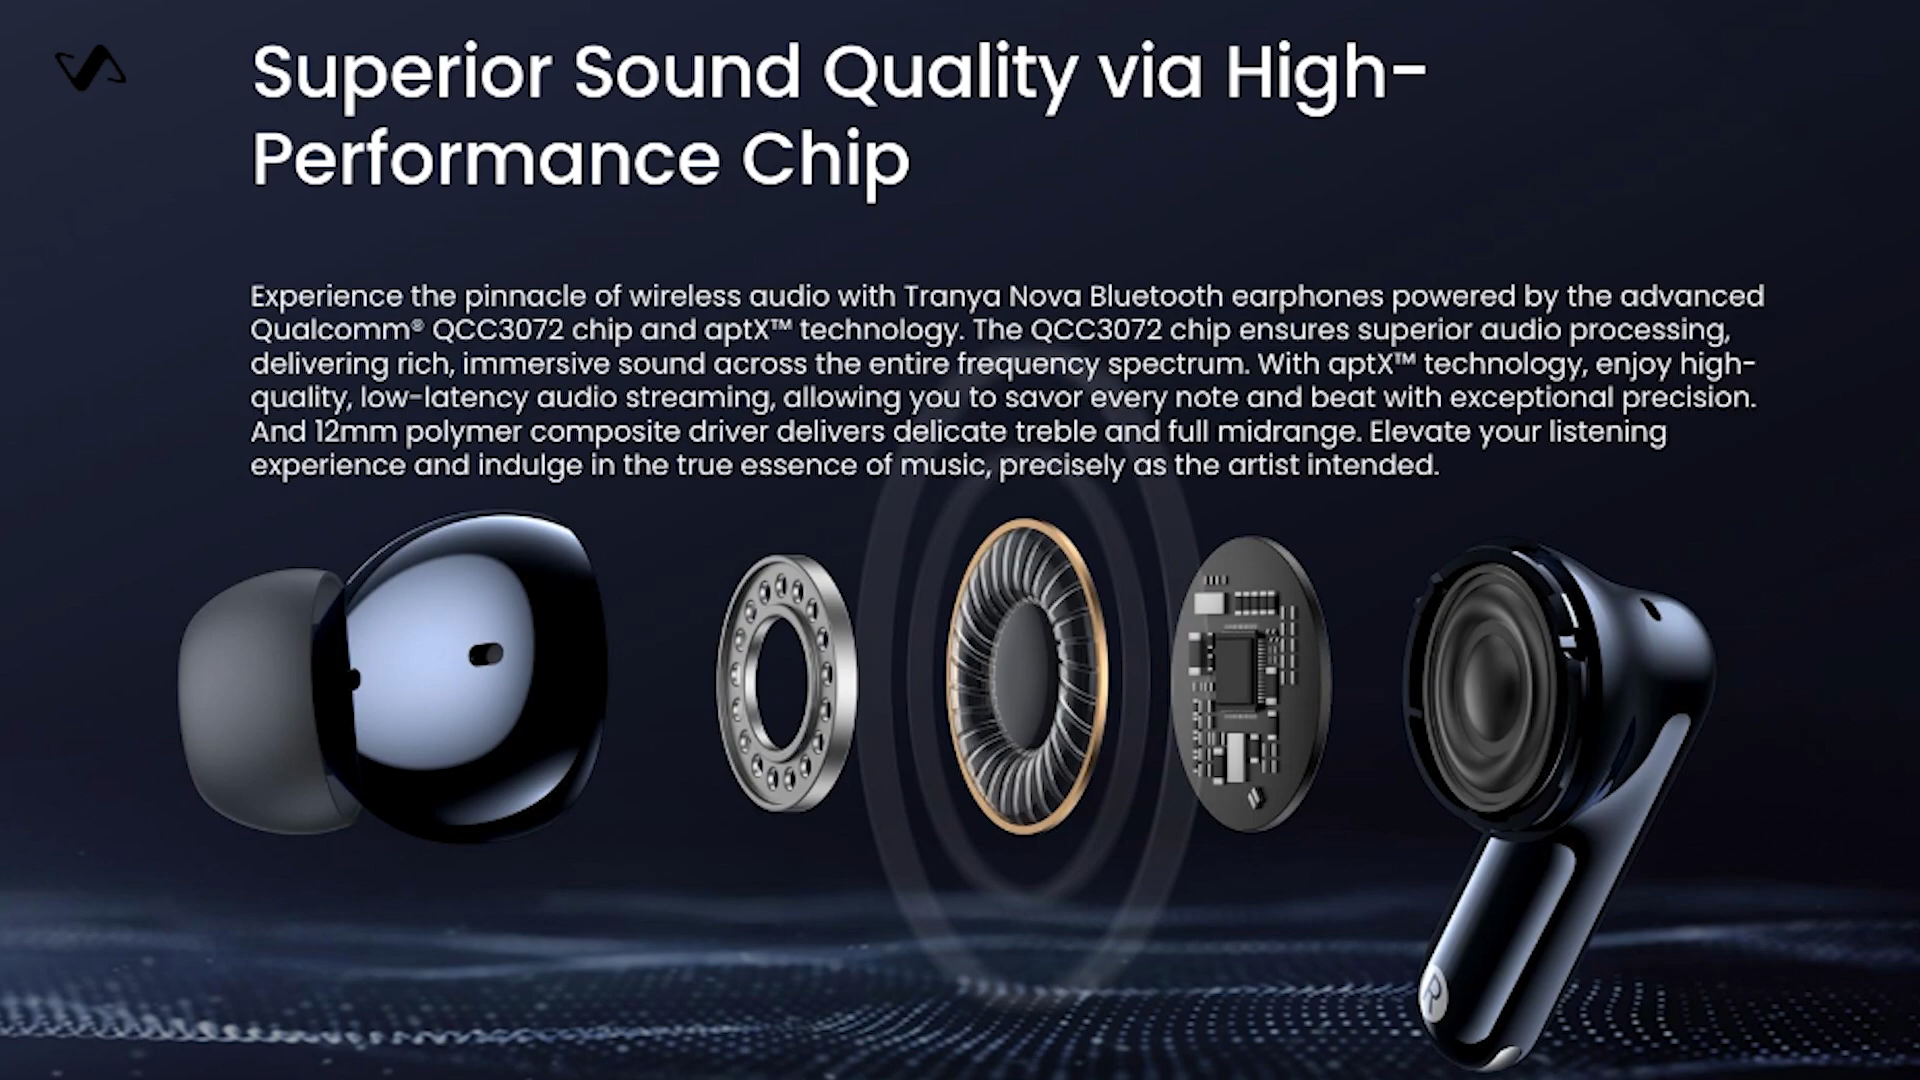 Superior Sound Quality via High-
Performance Chip
Experience the pinnacle of wireless audio with Tranya Nova Bluetooth earphones powered by the advanced
Qualcomm® QCC3072 chip and aptX™ technology. The QCC3072 chip ensures superior audio processing,
delivering rich, immersive sound across the entire frequency spectrum. With aptX™ technology, enjoy high-
quality, low-latency audio streaming, allowing you to savor every note and beat with exceptional precision.
And 12mm polymer composite driver delivers delicate treble and full midrange. Elevate your listening
experience and indulge in the true essence of music, precisely as the artist intended.
R